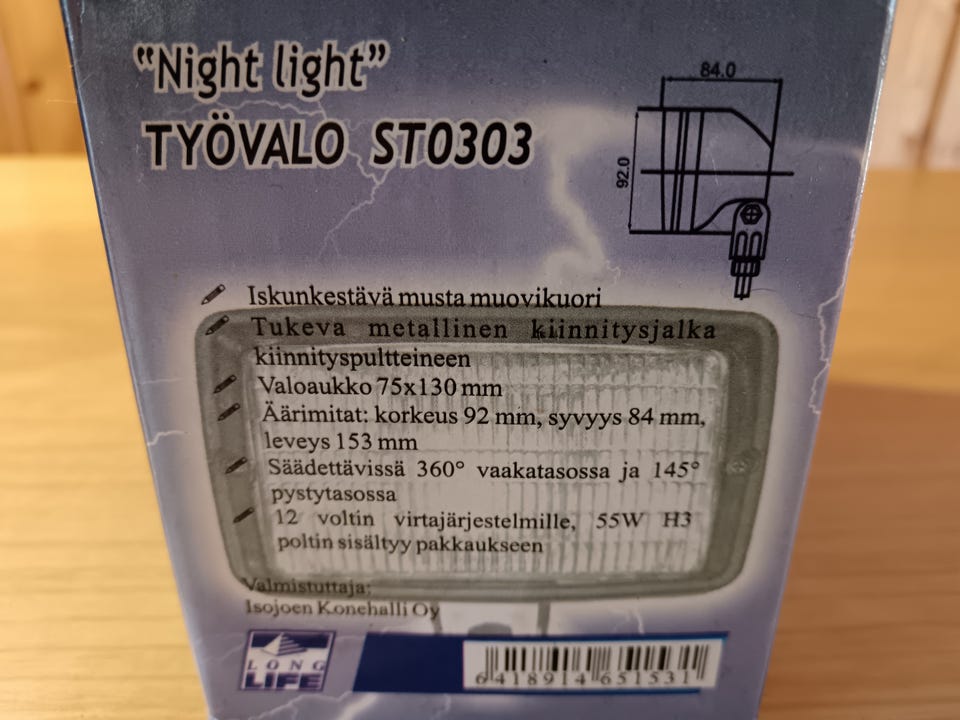 “Night light”
TYÖVALO ST0303
84.0
92.0
Iskunkestävä musta muovikuori
Tukeva metallinen kiinnitysjalka
kiinnityspultteineen
Valoaukko 75x130 mm
Äärimitat: korkeus 92 mm, syvyys 84 mm,
leveys 153 mm
Säädettävissä 360° vaakatasossa ja 145°
pystytasossa
12 voltin virtajärjestelmille, 55W H3
poltin sisältyy pakkaukseen
Valmistuttaja:
Isojoen Konehalli Oy
LONG
LIFE
6418914651531